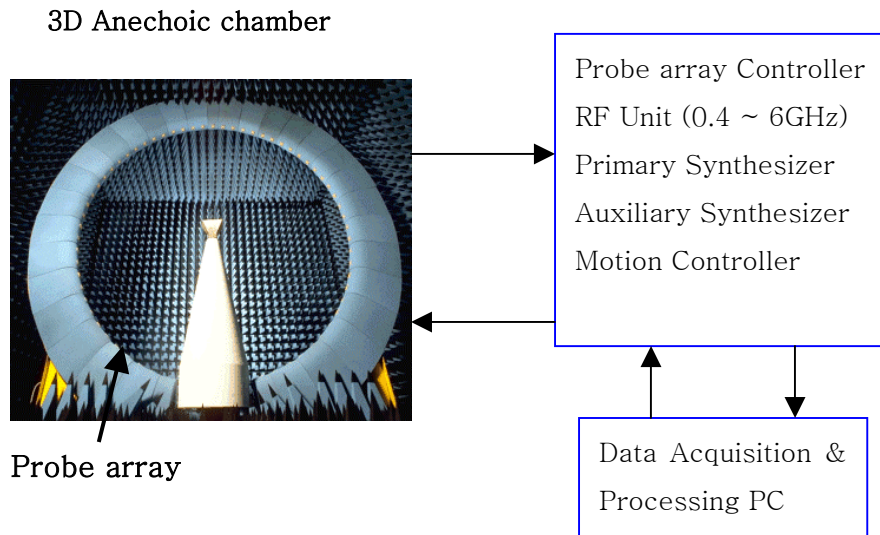 3D Anechoic chamber
Probe array Controller
RF Unit (0.4 ~ 6GHz)
Primary Synthesizer
Auxiliary Synthesizer
Motion Controller
Probe array
Data Acquisition &
Processing PC